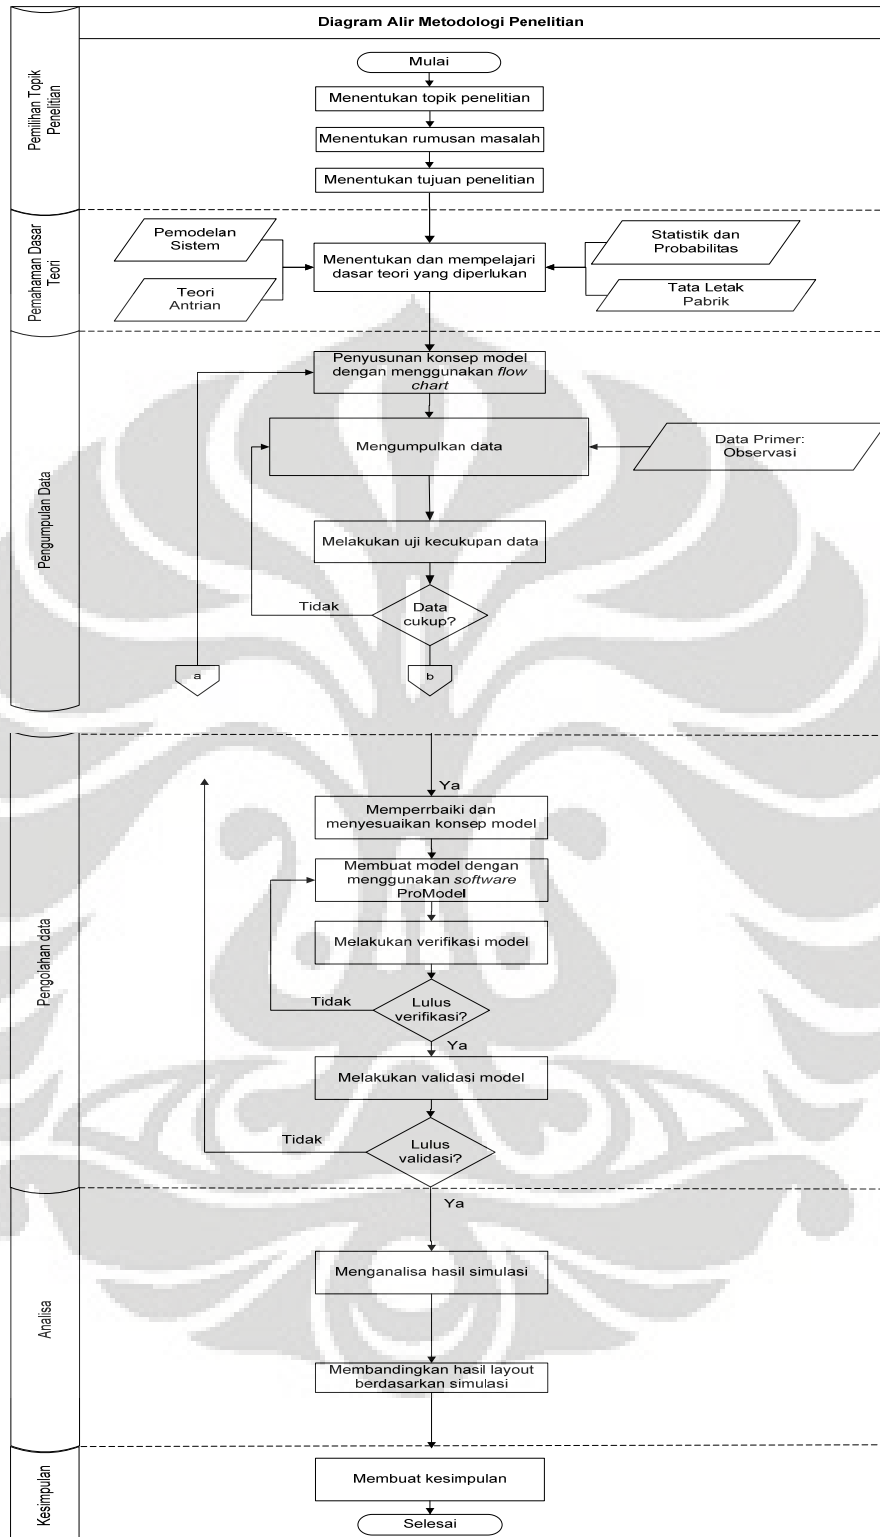 Diagram Alir Metodologi Penelitian
Pemilihan Topik
Penelitian
Mulai
Menentukan topik penelitian
Menentukan rumusan masalah
Menentukan tujuan penelitian
Pemahaman Dasar
Teori
Pemodelan
Sistem
Teori
Antrian
Menentukan dan mempelajari
dasar teori yang diperlukan
Statistik dan
Probabilitas
Tata Letak
Pabrik
Pengumpulan Data
Penyusunan konsep model
dengan menggunakan flow
chart
Mengumpulkan data
Data Primer:
Observasi
Melakukan uji kecukupan data
Tidak
Data
cukup?
a
b
Pengolahan data
Ya
Memperrbaiki dan
menyesuaikan konsep model
Membuat model dengan
menggunakan software
ProModel
Melakukan verifikasi model
Tidak
Lulus
verifikasi?
Ya
Melakukan validasi model
Tidak
Lulus
validasi?
Analisa
Ya
Menganalisa hasil simulasi
Membandingkan hasil layout
berdasarkan simulasi
Kesimpulan
Membuat kesimpulan
Selesai